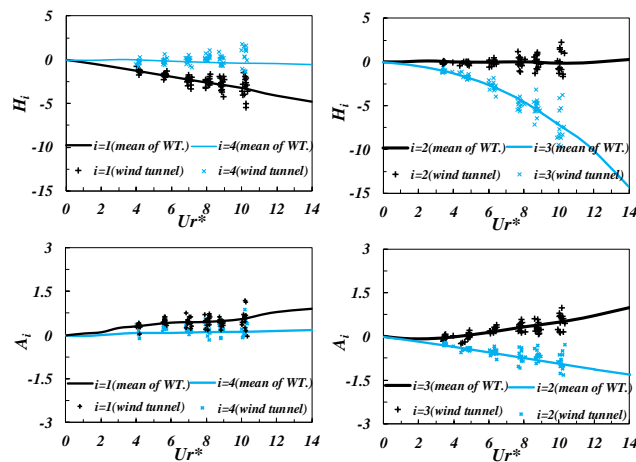 5
0
-5
-10
-15
H_i
i=1(mean of WT.) i=4(mean of WT.)
i=1(wind tunnel) i=4(wind tunnel)
0 2 4 6 8 10 12 14
Ur*
5
0
-5
-10
-15
H_i
i=2(mean of WT.) i=3(mean of WT.)
i=2(wind tunnel) i=3(wind tunnel)
0 2 4 6 8 10 12 14
Ur*
3
1.5
0
-1.5
-3
A_i
i=1(mean of WT.) i=4(mean of WT.)
i=1(wind tunnel) i=4(wind tunnel)
0 2 4 6 8 10 12 14
Ur*
3
1.5
0
-1.5
-3
A_i
i=3(mean of WT.) i=2(mean of WT.)
i=3(wind tunnel) i=2(wind tunnel)
0 2 4 6 8 10 12 14
Ur*